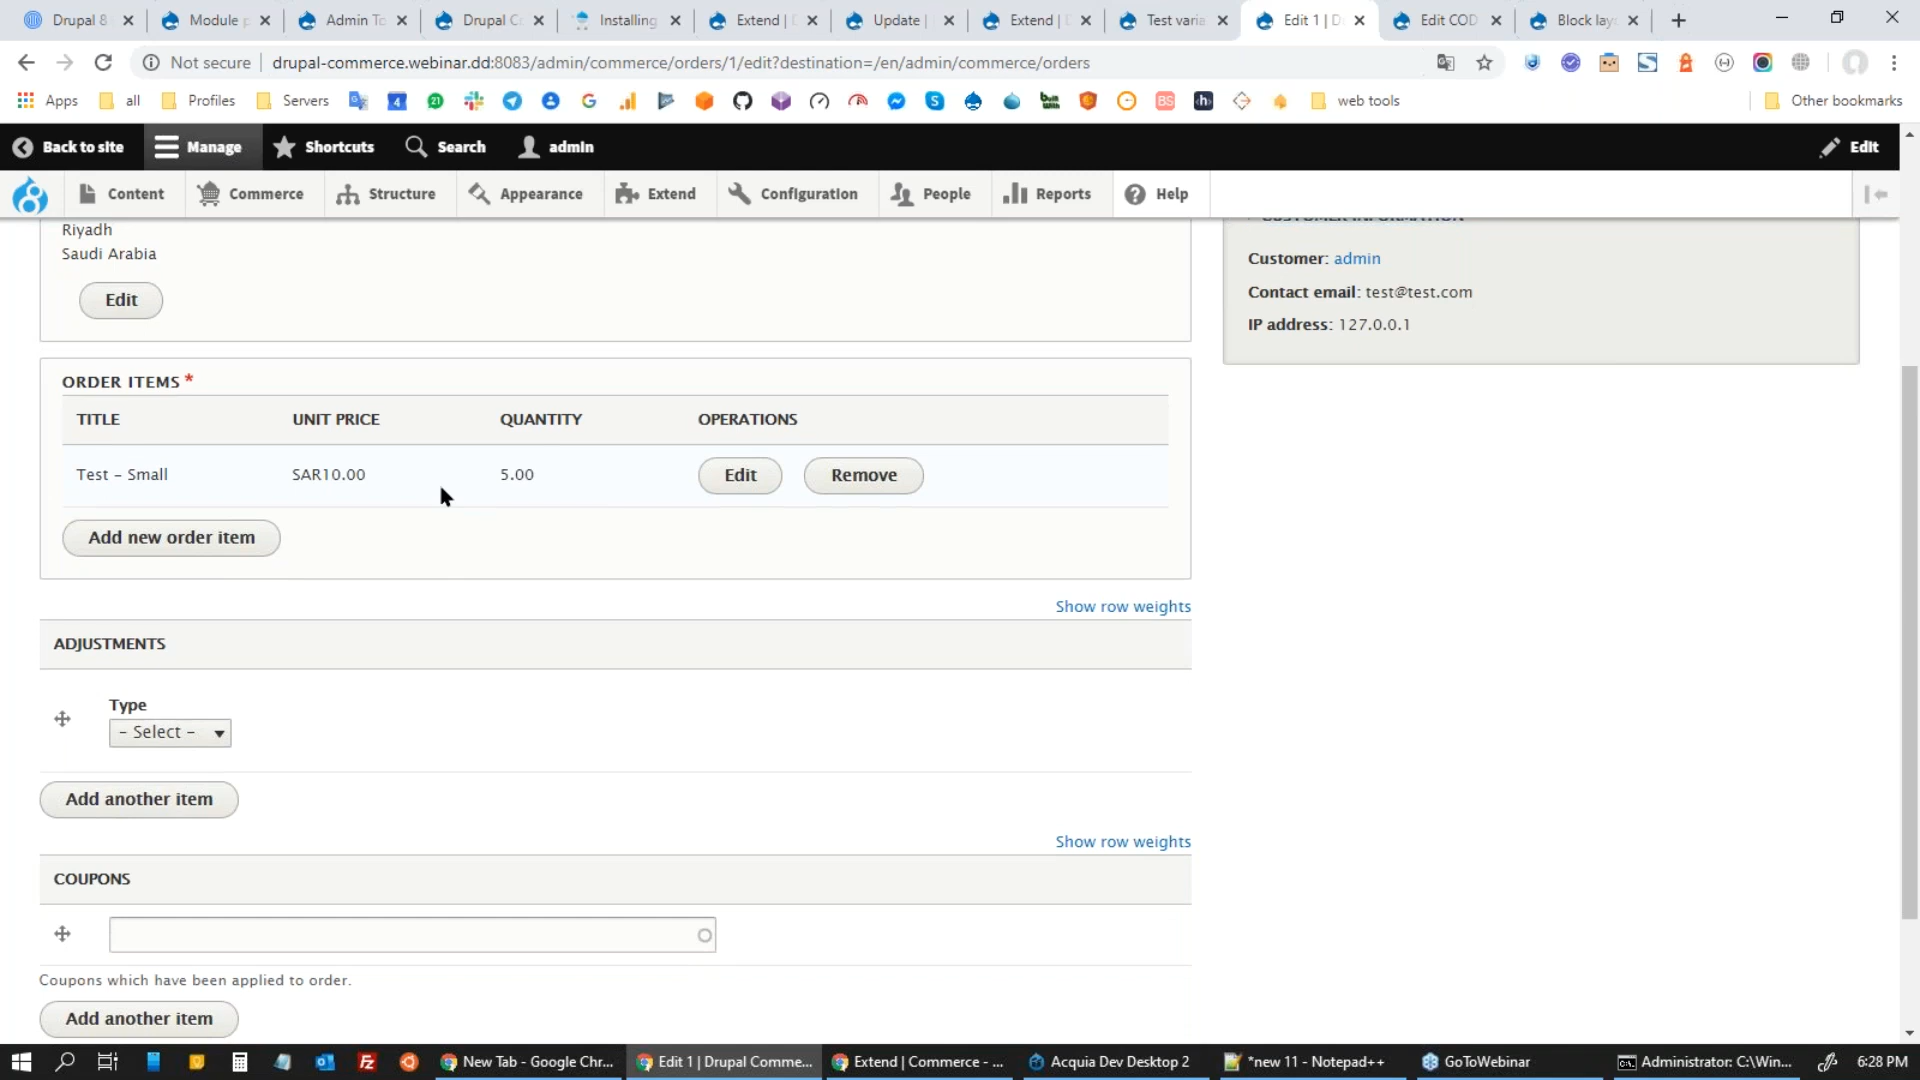 Drupal 8
Module p
Admin To
Drupal C
Installing
Extend | D
Update |
Extend | D
Test varia
Edit 1 | D
Edit COD
Block lay
Not secure
drupal-commerce.webinar.dd:8083/admin/commerce/orders/1/edit?destination=/en/admin/commerce/orders
Apps
all
Profiles
Servers
web tools
Other bookmarks
Back to site
Manage
Shortcuts
Search
admin
Edit
Content
Commerce
Structure
Appearance
Extend
Configuration
People
Reports
Help
Riyadh
Saudi Arabia
Edit
Customer: admin
Contact email: test@test.com
IP address: 127.0.0.1
ORDER ITEMS *
TITLE UNIT PRICE QUANTITY OPERATIONS
Test - Small SAR10.00 5.00 Edit Remove
Add new order item
Show row weights
ADJUSTMENTS
Type
- Select -
Add another item
Show row weights
COUPONS
Coupons which have been applied to order.
Add another item
New Tab - Google Chr...
Edit 1 | Drupal Comme...
Extend | Commerce - ...
Acquia Dev Desktop 2
*new 11 - Notepad++
GoToWebinar
Administrator: C:\Win...
6:28 PM